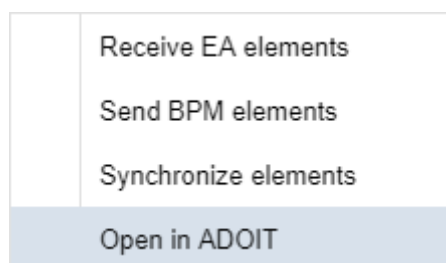 Receive EA elements
Send BPM elements
Synchronize elements
Open in ADOIT